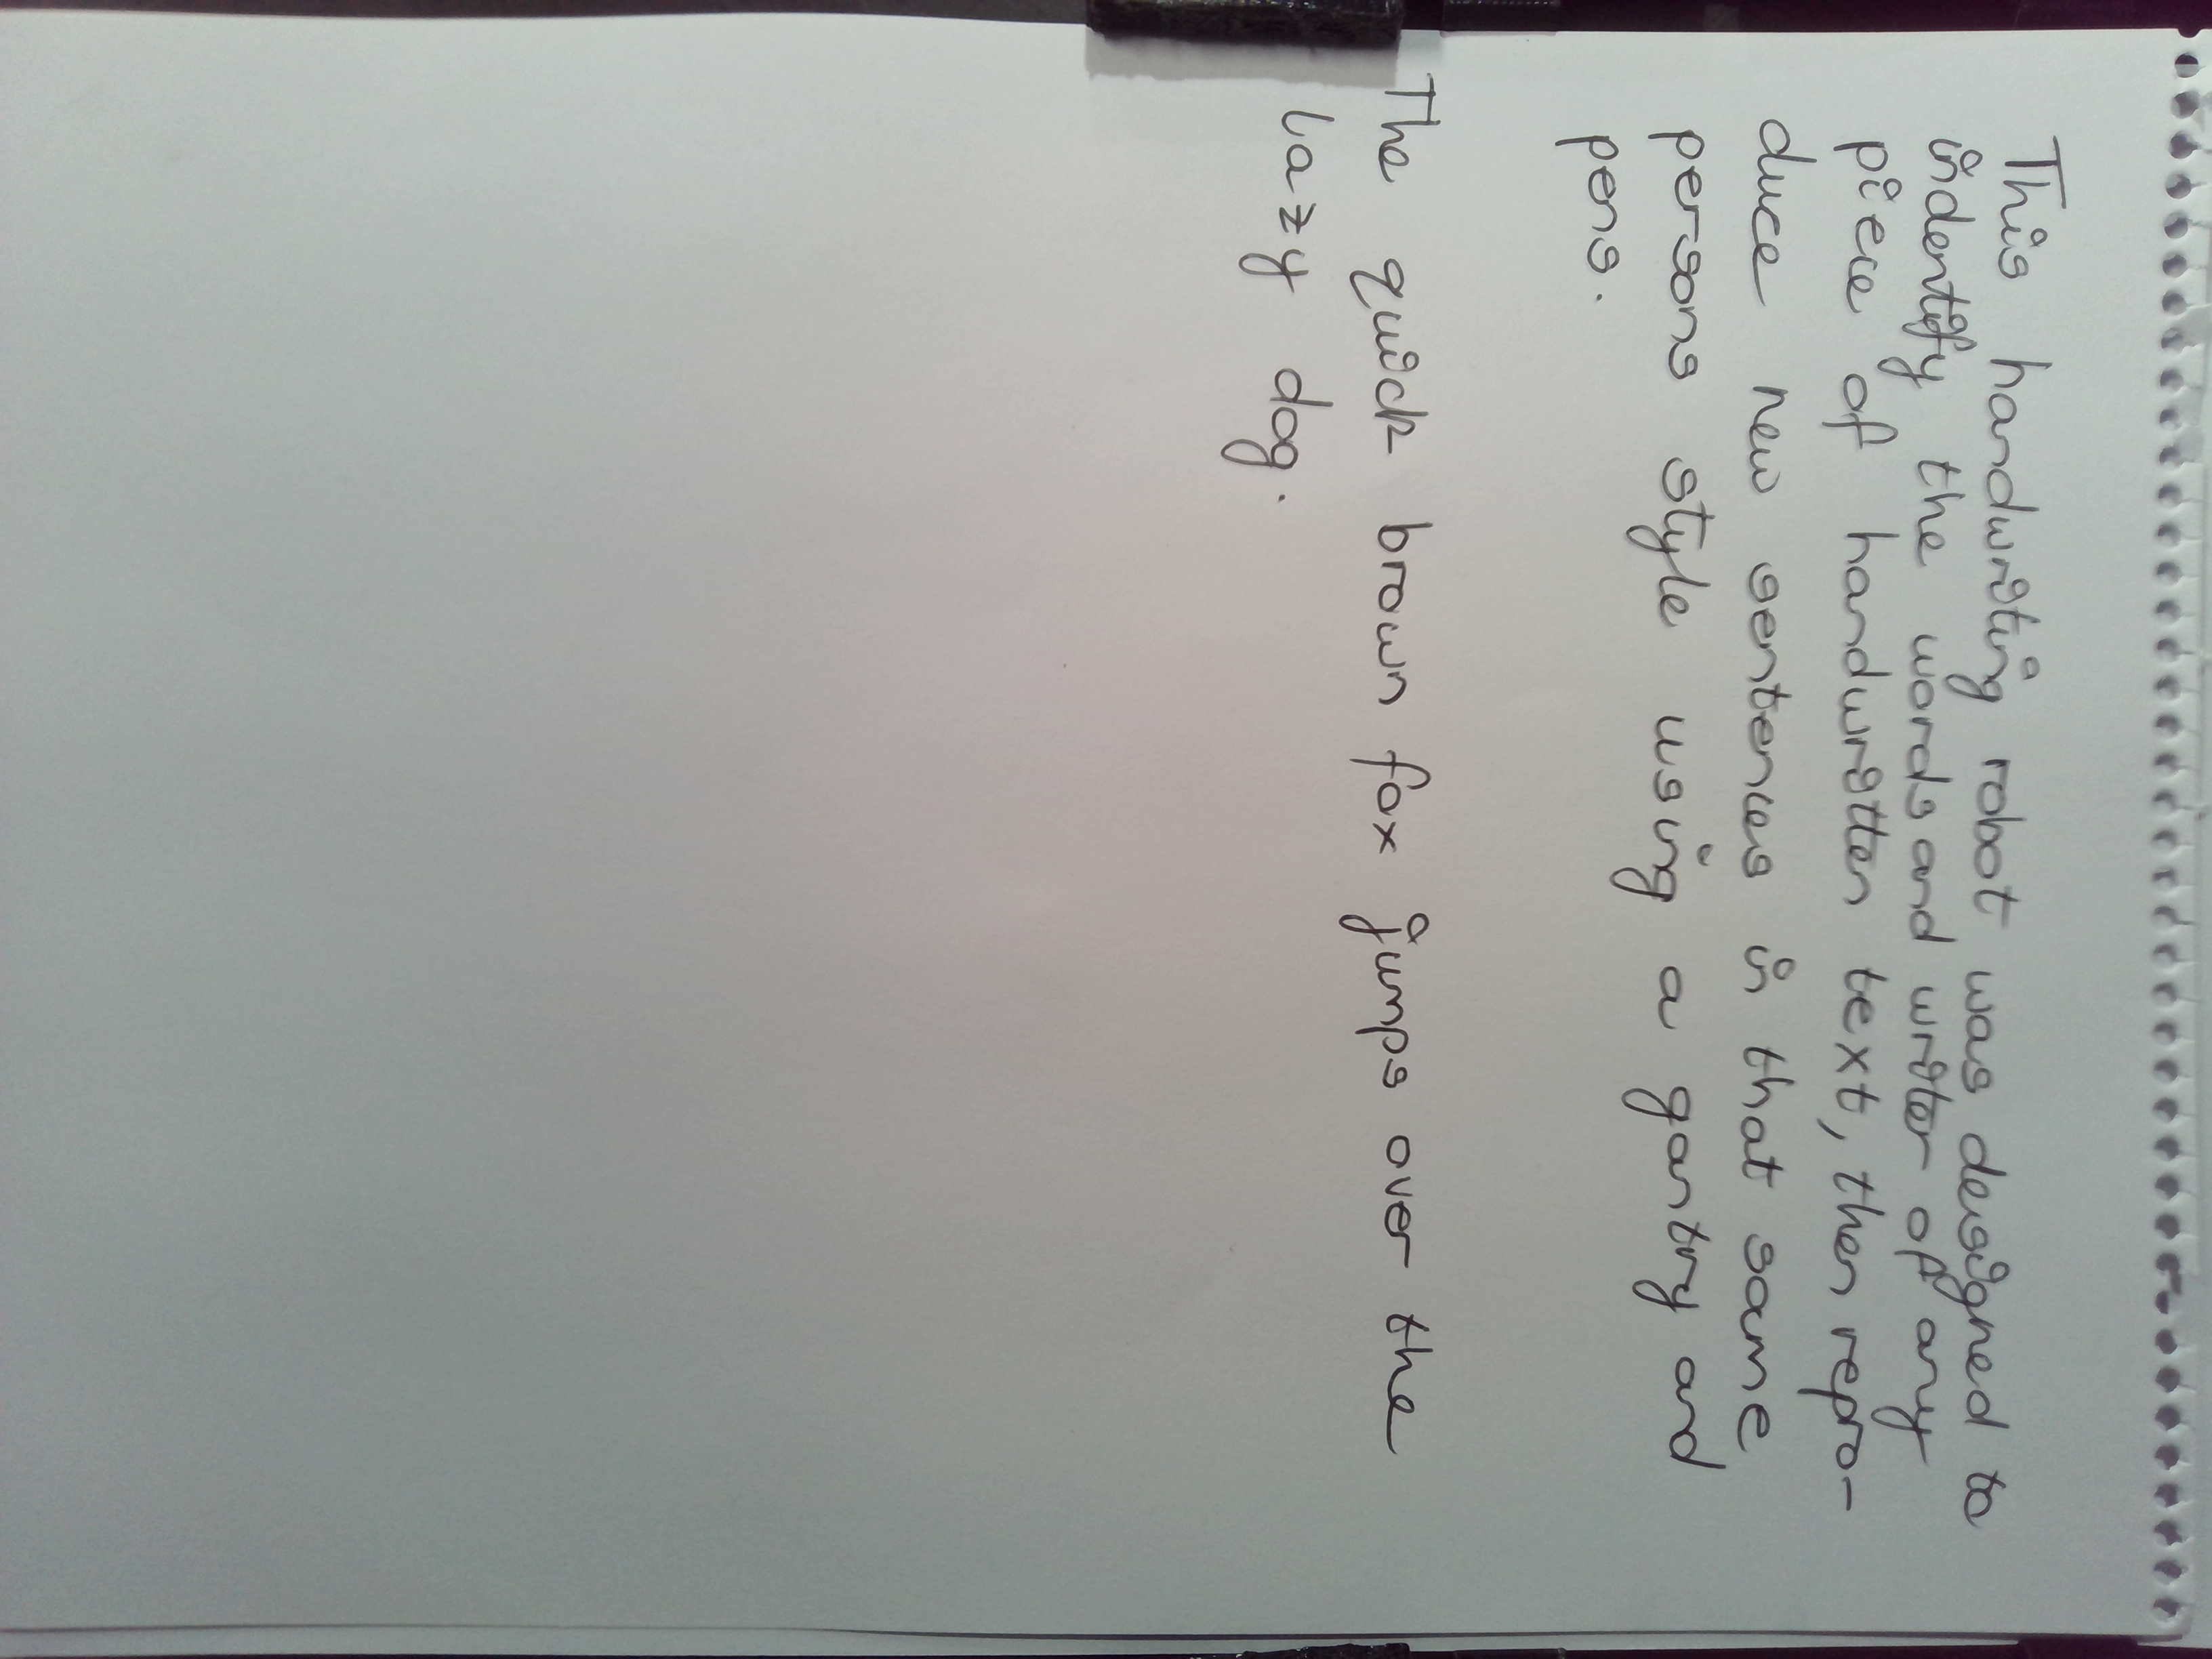 This handwriting robot was designed to
indentify the words and writer of any
piece of handwritten text, then repro-
duce new sentences in that same
persons style using a gantry and
pens.
The quick brown fox jumps over the
lazy dog.